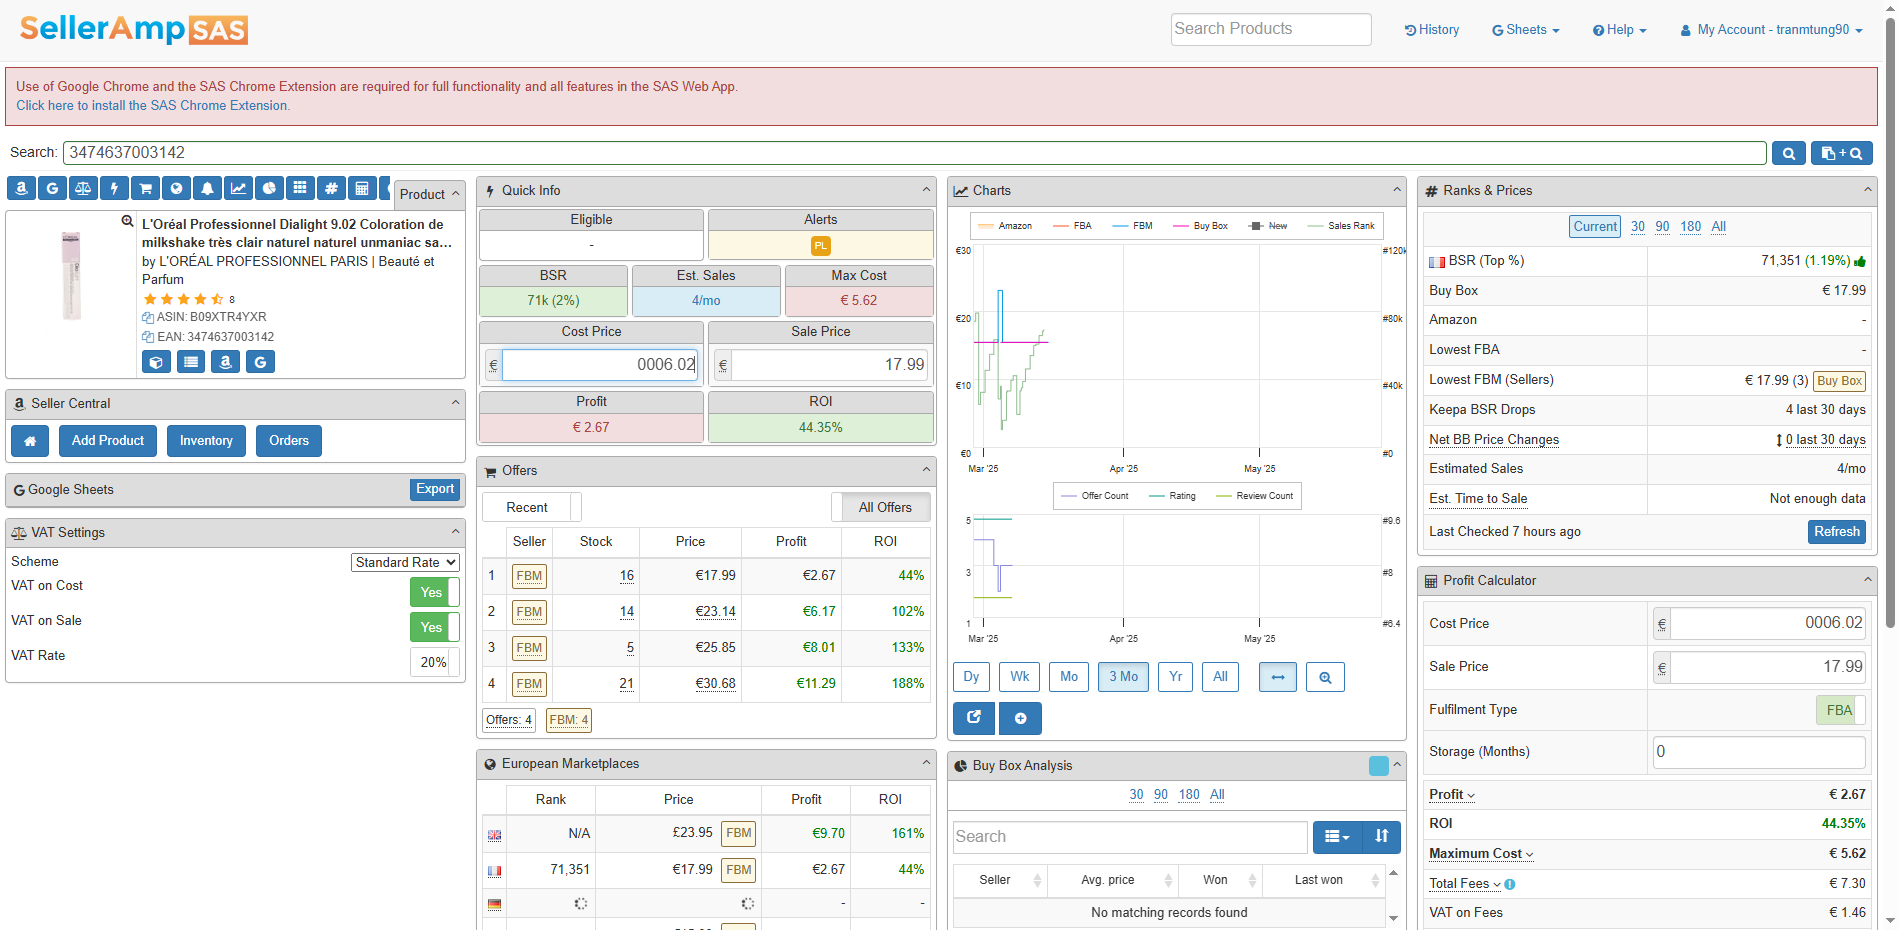 SellerAmp SAS
Search Products
History
G Sheets
Help
My Account - tranmtung90
Use of Google Chrome and the SAS Chrome Extension are required for full functionality and all features in the SAS Web App.
Click here to install the SAS Chrome Extension.
Search: 3474637003142
+
Product
L'Oréal Professionnel Dialight 9.02 Coloration de
milkshake très clair naturel naturel unmaniac sa...
by L'ORÉAL PROFESSIONNEL PARIS | Beauté et
Parfum
8
ASIN: B09XTR4YXR
EAN: 3474637003142
Seller Central
Add Product
Inventory
Orders
Google Sheets
Export
VAT Settings
Scheme Standard Rate
VAT on Cost Yes
VAT on Sale Yes
VAT Rate 20%
Quick Info
Eligible Alerts
- PL
BSR Est. Sales Max Cost
71k (2%) 4/mo € 5.62
Cost Price Sale Price
€ 0006.02 € 17.99
Profit ROI
€ 2.67 44.35%
Offers
Recent All Offers
Seller Stock Price Profit ROI
1 FBM 16 €17.99 €2.67 44%
2 FBM 14 €23.14 €6.17 102%
3 FBM 5 €25.85 €8.01 133%
4 FBM 21 €30.68 €11.29 188%
Offers: 4 FBM: 4
European Marketplaces
Rank Price Profit ROI
N/A £23.95 FBM €9.70 161%
71,351 €17.99 FBM €2.67 44%
- -
Charts
Amazon FBA FBM Buy Box New Sales Rank
€30 #120k
€20 #80k
€10 #40k
€0 #0
Mar '25 Apr '25 May '25
Offer Count Rating Review Count
5 #9.6
3 #8
1 #6.4
Mar '25 Apr '25 May '25
Dy Wk Mo 3 Mo Yr All
Buy Box Analysis
30 90 180 All
Search
Seller Avg. price Won Last won
No matching records found
Ranks & Prices
Current 30 90 180 All
BSR (Top %) 71,351 (1.19%)
Buy Box € 17.99
Amazon -
Lowest FBA -
Lowest FBM (Sellers) € 17.99 (3) Buy Box
Keepa BSR Drops 4 last 30 days
Net BB Price Changes 0 last 30 days
Estimated Sales 4/mo
Est. Time to Sale Not enough data
Last Checked 7 hours ago Refresh
Profit Calculator
Cost Price € 0006.02
Sale Price € 17.99
Fulfilment Type FBA
Storage (Months) 0
Profit € 2.67
ROI 44.35%
Maximum Cost € 5.62
Total Fees € 7.30
VAT on Fees € 1.46